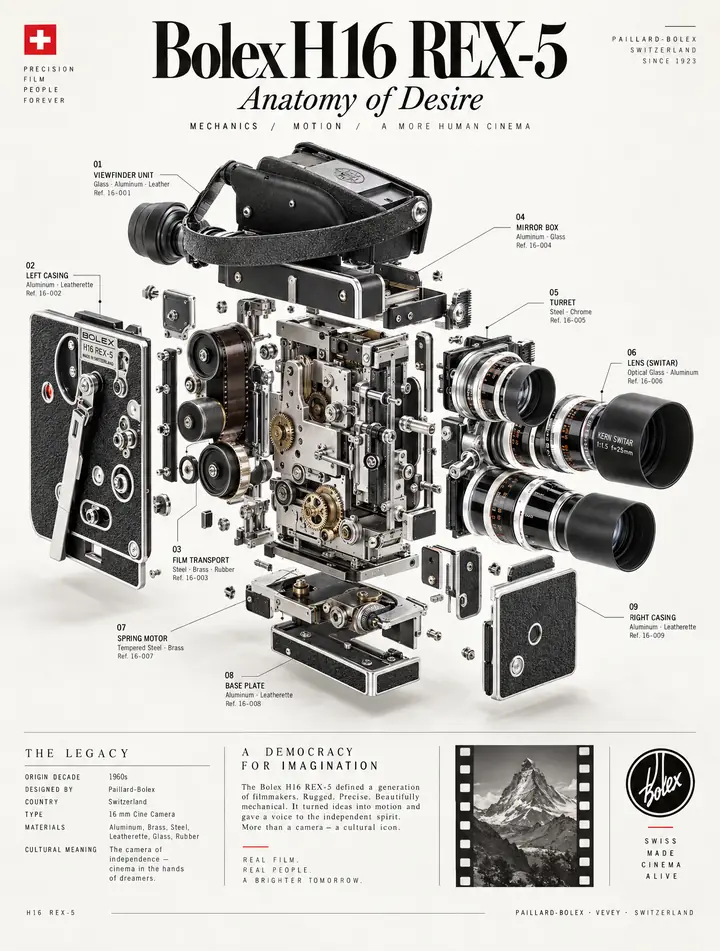 Bolex H16 REX-5
Anatomy of Desire
MECHANICS / MOTION / A MORE HUMAN CINEMA
PRECISION
FILM
PEOPLE
FOREVER
PAILLARD-BOLEX
SWITZERLAND
SINCE 1923
01
VIEWFINDER UNIT
Glass · Aluminum · Leather
Ref. 16-001
02
LEFT CASING
Aluminum · Leatherette
Ref. 16-002
BOLEX
H16 REX-5
MADE IN SWITZERLAND
04
MIRROR BOX
Aluminum · Glass
Ref. 16-004
05
TURRET
Steel · Chrome
Ref. 16-005
06
LENS (SWITAR)
Optical Glass · Aluminum
Ref. 16-006
KERN SWITAR
1:1.5 f=25mm
03
FILM TRANSPORT
Steel · Brass · Rubber
Ref. 16-003
07
SPRING MOTOR
Tempered Steel · Brass
Ref. 16-007
08
BASE PLATE
Aluminum · Leatherette
Ref. 16-008
09
RIGHT CASING
Aluminum · Leatherette
Ref. 16-009
THE LEGACY
ORIGIN DECADE 1960s
DESIGNED BY Paillard-Bolex
COUNTRY Switzerland
TYPE 16 mm Cine Camera
MATERIALS Aluminum, Brass, Steel,
Leatherette, Glass, Rubber
CULTURAL MEANING The camera of
independence –
cinema in the hands
of dreamers.
A DEMOCRACY
FOR IMAGINATION
The Bolex H16 REX-5 defined a generation
of filmmakers. Rugged. Precise. Beautifully
mechanical. It turned ideas into motion and
gave a voice to the independent spirit.
More than a camera – a cultural icon.
REAL FILM.
REAL PEOPLE.
A BRIGHTER TOMORROW.
Bolex
SWISS
MADE
CINEMA
ALIVE
H16 REX-5
PAILLARD-BOLEX · VEVEY · SWITZERLAND